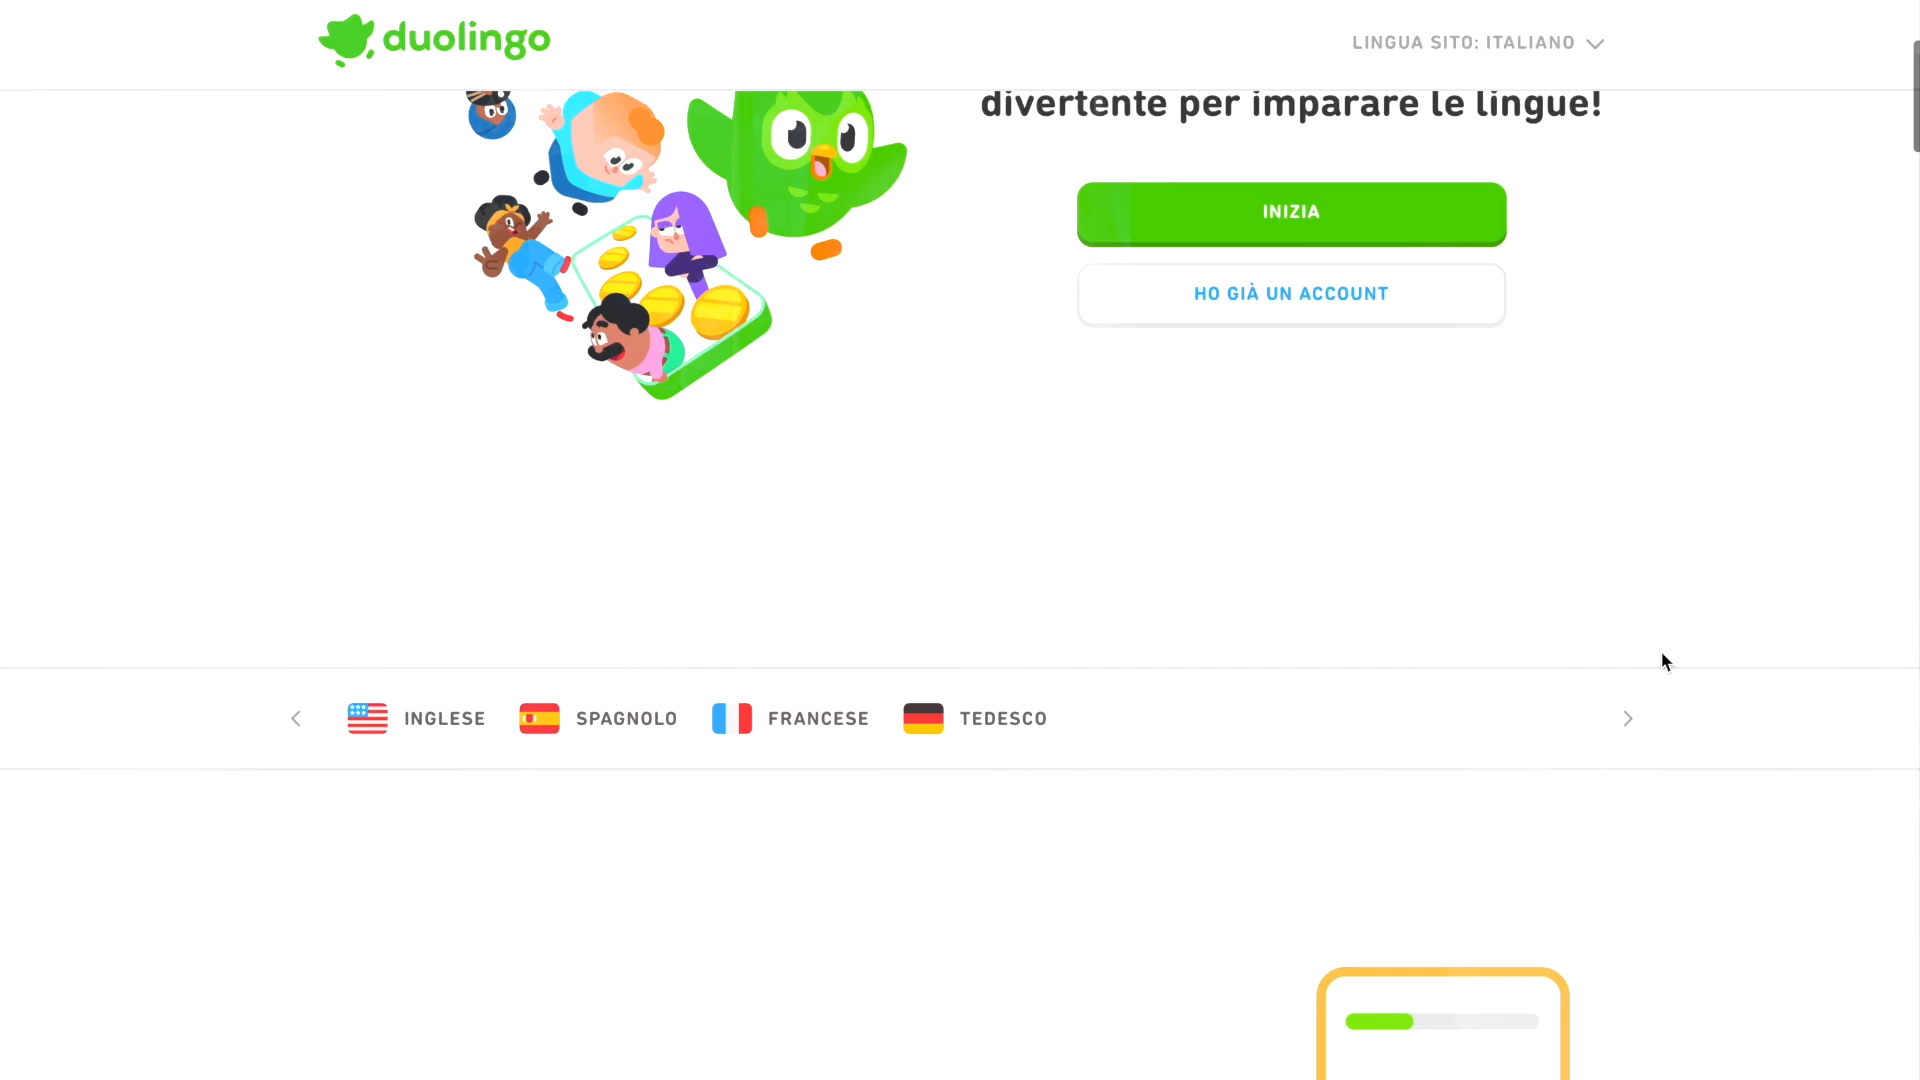 duolingo
LINGUA SITO: ITALIANO
divertente per imparare le lingue!
INIZIA
HO GIÀ UN ACCOUNT
INGLESE
SPAGNOLO
FRANCESE
TEDESCO